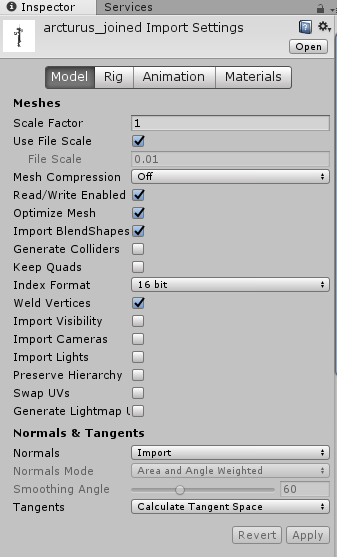 Inspector Services
arcturus_joined Import Settings
Open
Model Rig Animation Materials
Meshes
Scale Factor 1
Use File Scale
File Scale 0.01
Mesh Compression Off
Read/Write Enabled
Optimize Mesh
Import BlendShapes
Generate Colliders
Keep Quads
Index Format 16 bit
Weld Vertices
Import Visibility
Import Cameras
Import Lights
Preserve Hierarchy
Swap UVs
Generate Lightmap U
Normals & Tangents
Normals Import
Normals Mode Area and Angle Weighted
Smoothing Angle 60
Tangents Calculate Tangent Space
Revert Apply